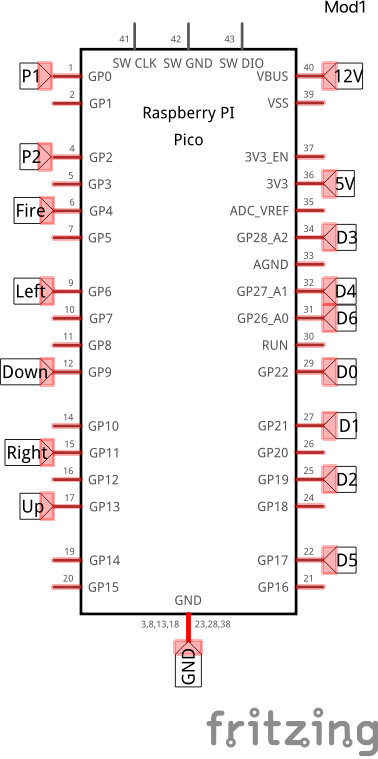 Mod1
41 42 43
SW CLK SW GND SW DIO
P1 1 GP0 VBUS 40 12V
2 GP1 VSS 39
Raspberry PI
Pico
P2 4 GP2 3V3_EN 37
5 GP3 3V3 36 5V
Fire 6 GP4 ADC_VREF 35
7 GP5 GP28_A2 34 D3
AGND 33
Left 9 GP6 GP27_A1 32 D4
10 GP7 GP26_A0 31 D6
11 GP8 RUN 30
Down 12 GP9 GP22 29 D0
14 GP10 GP21 27 D1
Right 15 GP11 GP20 26
16 GP12 GP19 25 D2
Up 17 GP13 GP18 24
19 GP14 GP17 22 D5
20 GP15 GP16 21
GND
3,8,13,18 23,28,38
GND
fritzing